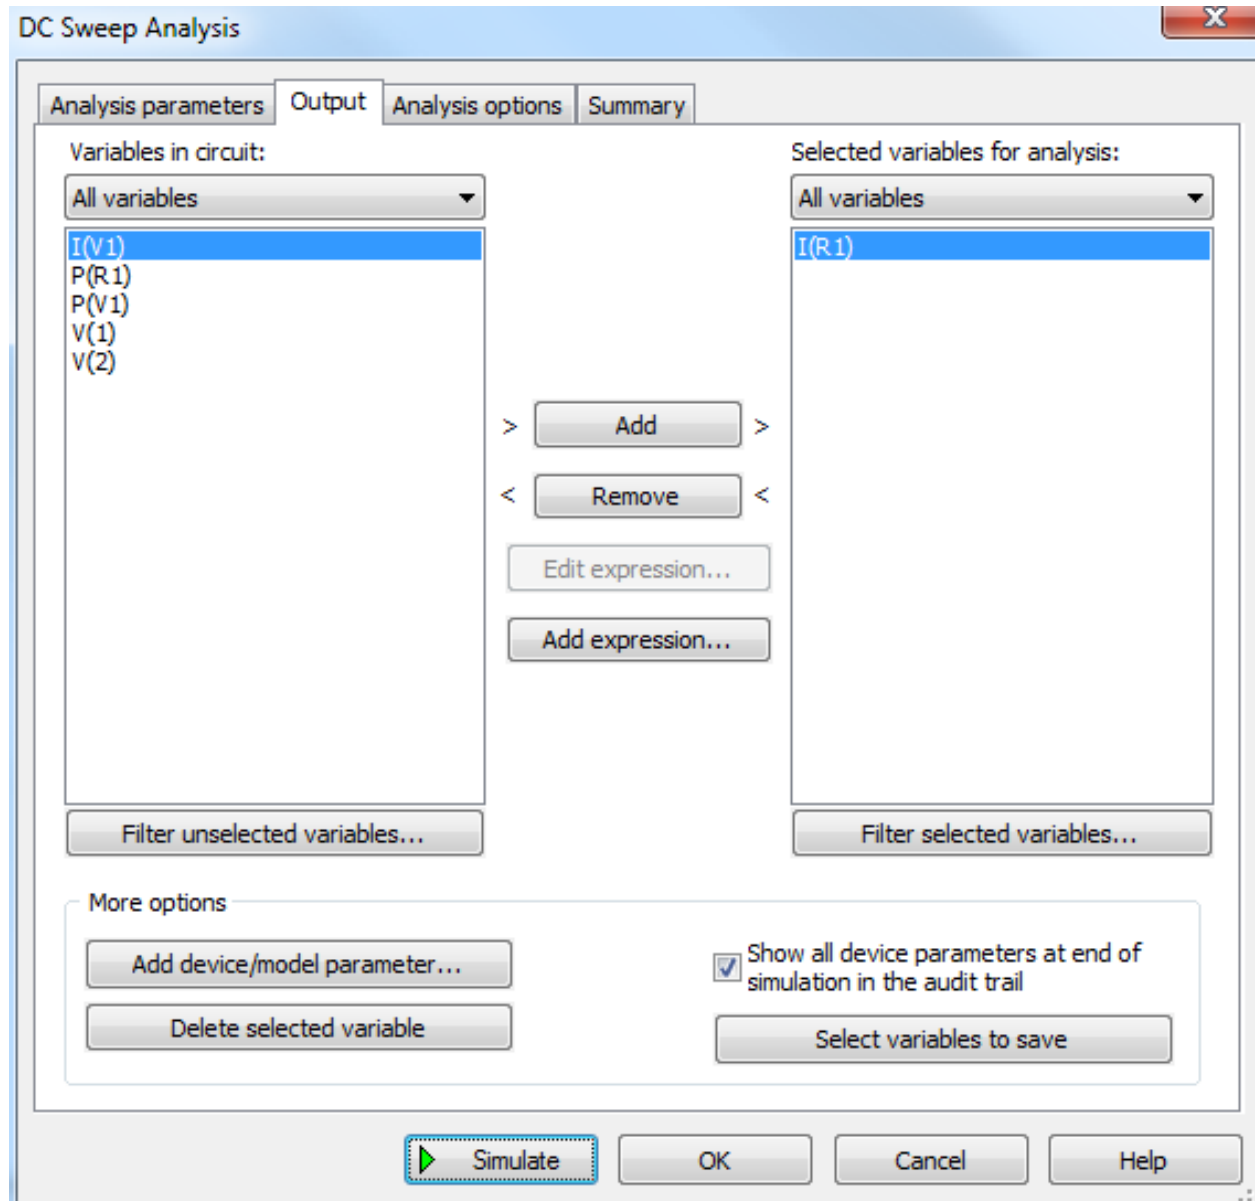 DC Sweep Analysis
x
Analysis parameters
Output
Analysis options
Summary
Variables in circuit:
Selected variables for analysis:
All variables
All variables
I(V1)
P(R1)
P(V1)
V(1)
V(2)
I(R1)
> Add >
< Remove <
Edit expression...
Add expression...
Filter unselected variables...
Filter selected variables...
More options
Add device/model parameter...
Show all device parameters at end of
simulation in the audit trail
Delete selected variable
Select variables to save
Simulate
OK
Cancel
Help